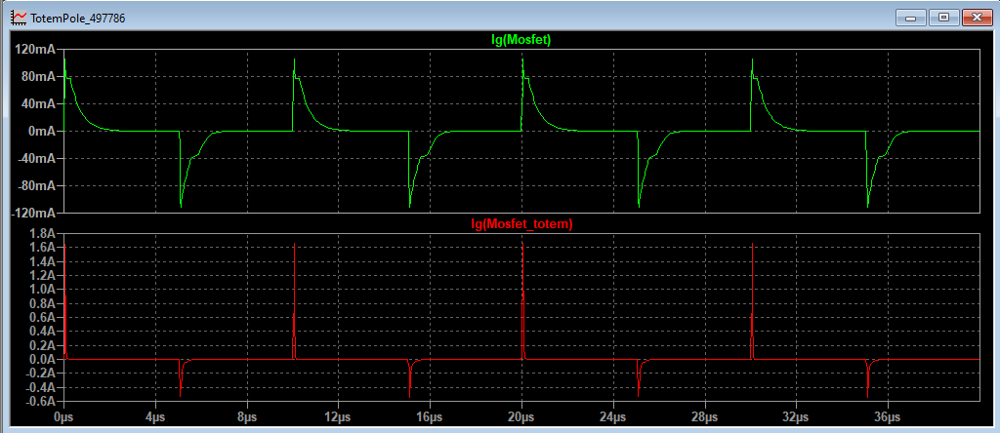 TotemPole_497786
Ig(Mosfet)
120mA
80mA
40mA
0mA
-40mA
-80mA
-120mA
Ig(Mosfet_totem)
1.8A
1.6A
1.4A
1.2A
1.0A
0.8A
0.6A
0.4A
0.2A
0.0A
-0.2A
-0.4A
-0.6A
0µs 4µs 8µs 12µs 16µs 20µs 24µs 28µs 32µs 36µs